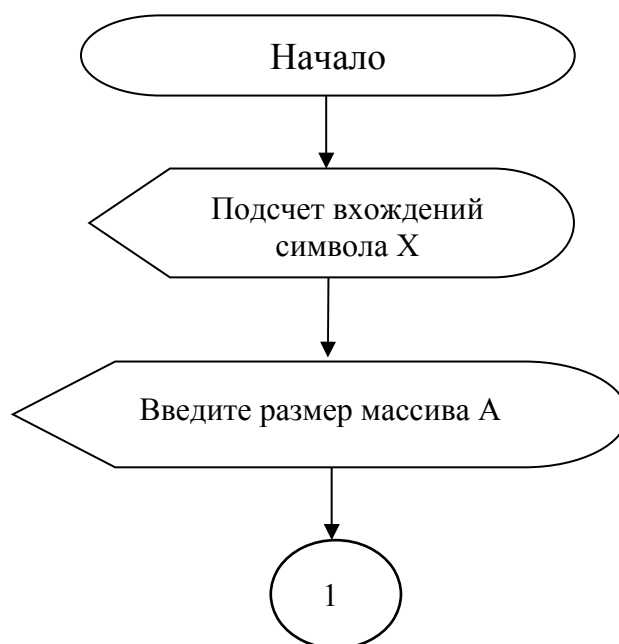 Начало
Подсчет вхождений
символа X
Введите размер массива A
1